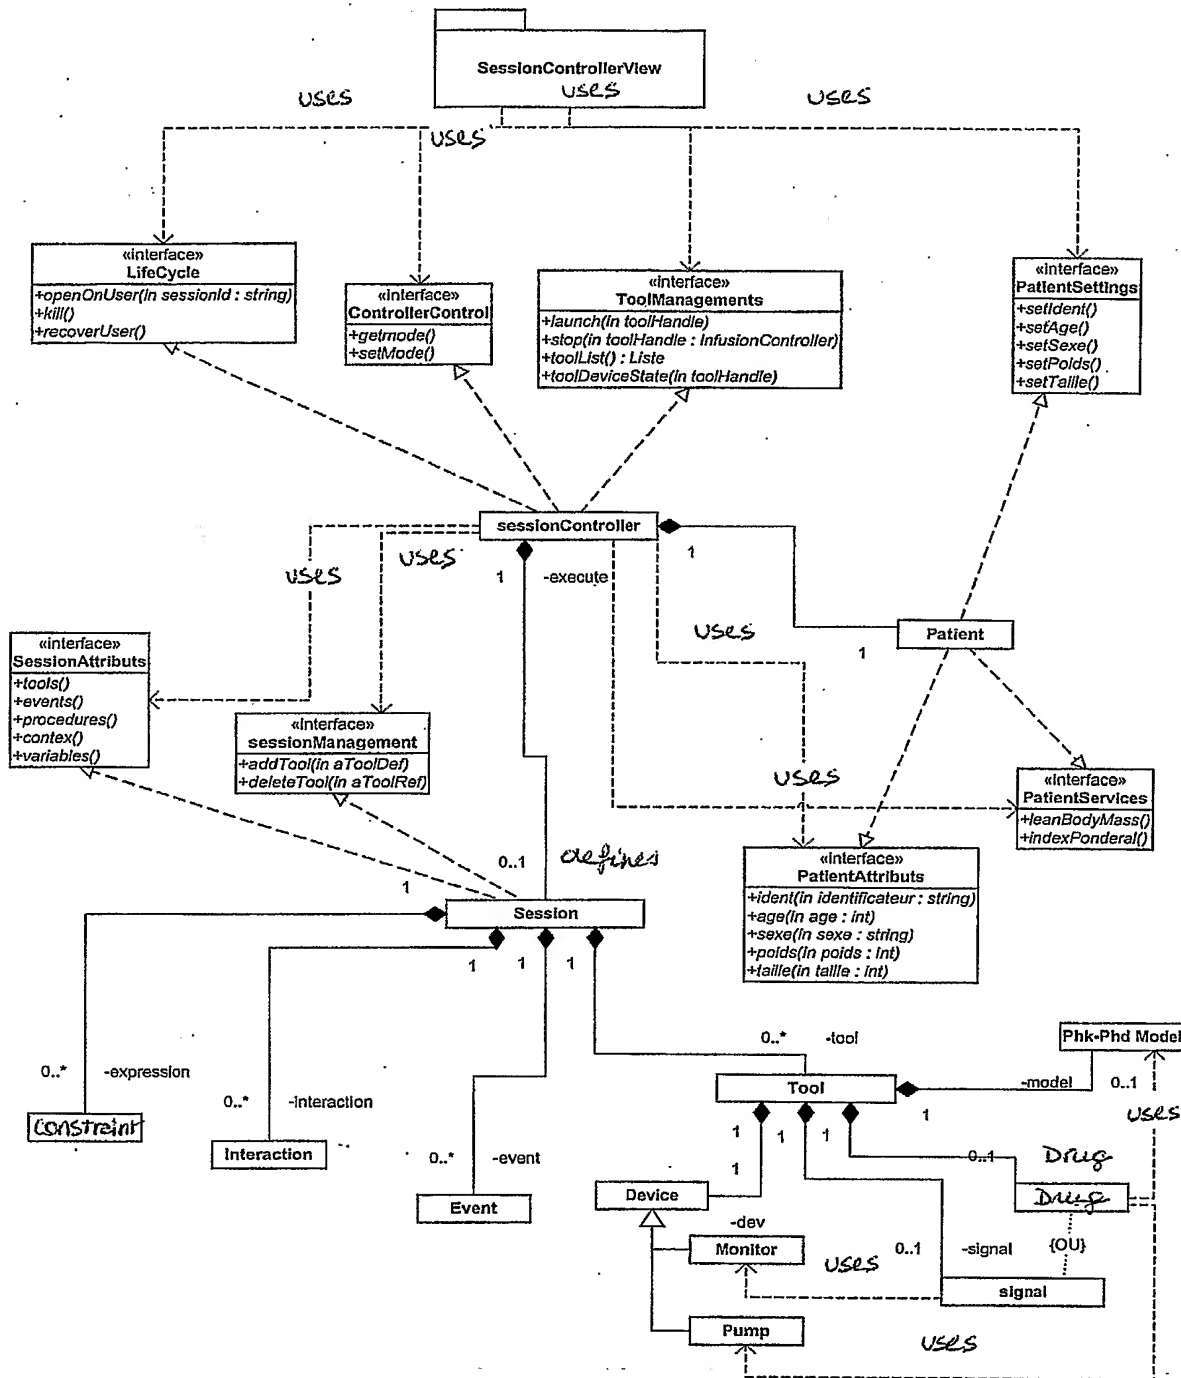 SessionControllerView
uses
uses
uses
uses
«interface»
LifeCycle
+openOnUser(in sessionId : string)
+kill()
+recoverUser()
«interface»
ControllerControl
+getmode()
+setMode()
«interface»
ToolManagements
+launch(in toolHandle)
+stop(in toolHandle : InfusionController)
+toolList() : Liste
+toolDeviceState(in toolHandle)
«interface»
PatientSettings
+setIdent()
+setAge()
+setSexe()
+setPoids()
+setTaille()
sessionController
1
1
-execute
uses
uses
uses
Patient
1
«interface»
SessionAttributs
+tools()
+events()
+procedures()
+contex()
+variables()
«interface»
sessionManagement
+addTool(in aToolDef)
+deleteTool(in aToolRef)
uses
«interface»
PatientServices
+leanBodyMass()
+indexPonderal()
«interface»
PatientAttributs
+ident(in identificateur : string)
+age(in age : int)
+sexe(in sexe : string)
+poids(in poids : int)
+taille(in taille : int)
0..1
defines
1
Session
1
1
1
0..*
-tool
Phk-Phd Model
0..*
-expression
constraint
0..*
-interaction
Interaction
0..*
-event
Event
Tool
-model
0..1
1
uses
1
1
1
1
0..1
Drug
Drug
Device
-dev
Monitor
uses
0..1
-signal
{OU}
signal
Pump
uses